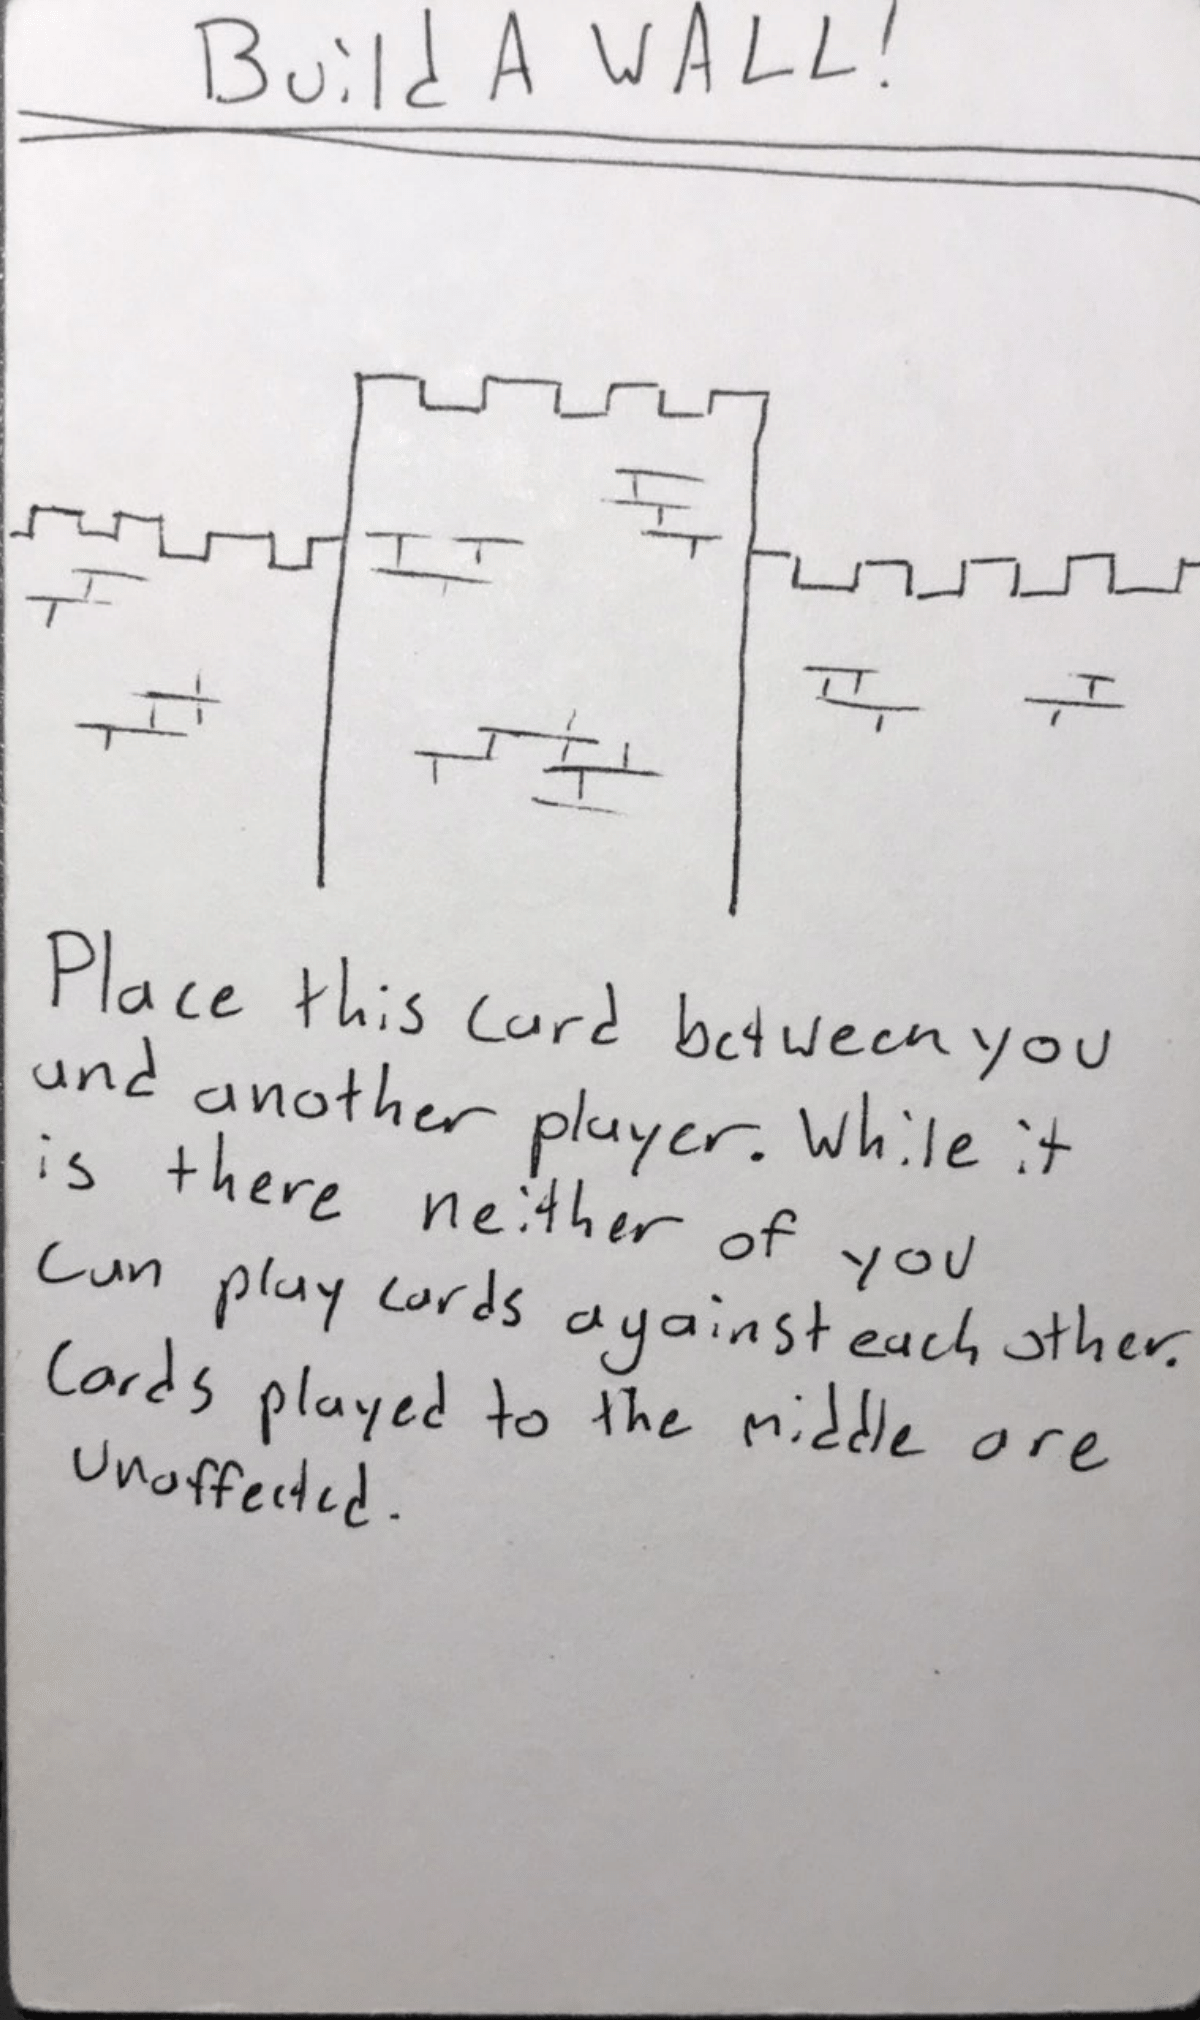 Build A WALL!
Place this card between you
and another player. While it
is there neither of you
can play cards against each other.
Cards played to the middle are
unaffected.